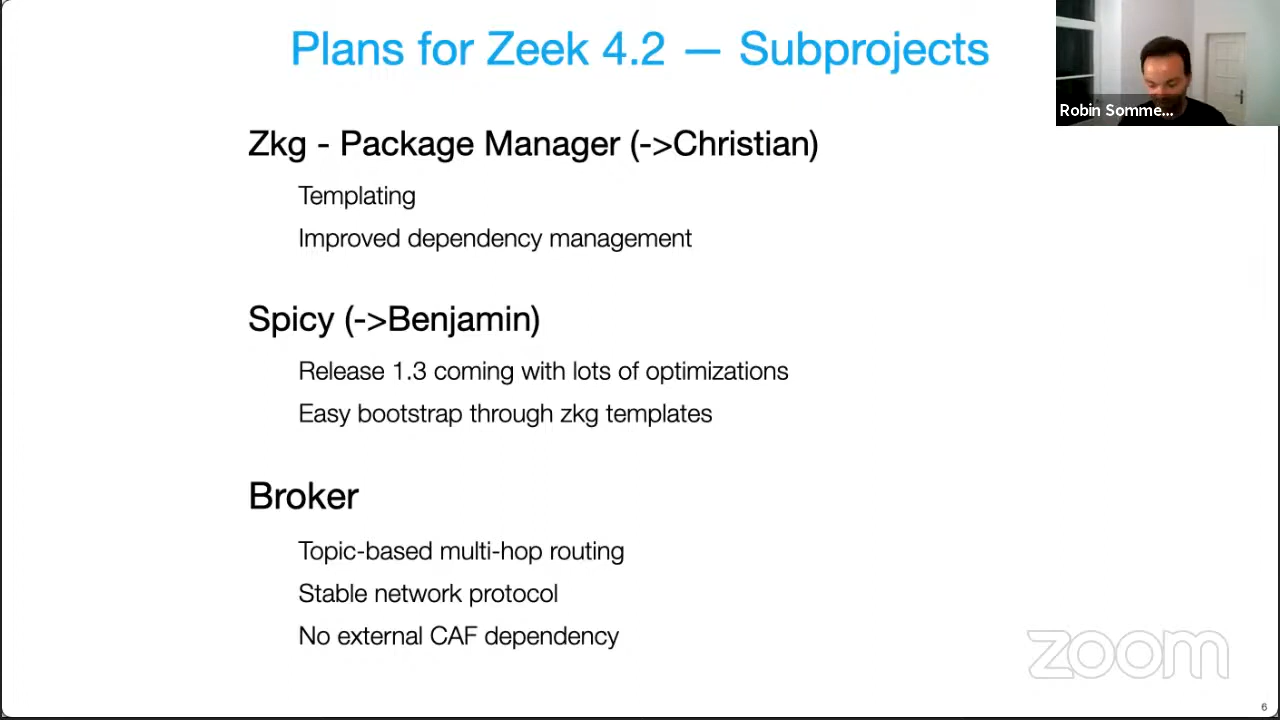 Plans for Zeek 4.2 — Subprojects
Robin Somme...
Zkg - Package Manager (->Christian)
Templating
Improved dependency management
Spicy (->Benjamin)
Release 1.3 coming with lots of optimizations
Easy bootstrap through zkg templates
Broker
Topic-based multi-hop routing
Stable network protocol
No external CAF dependency
zoom
6